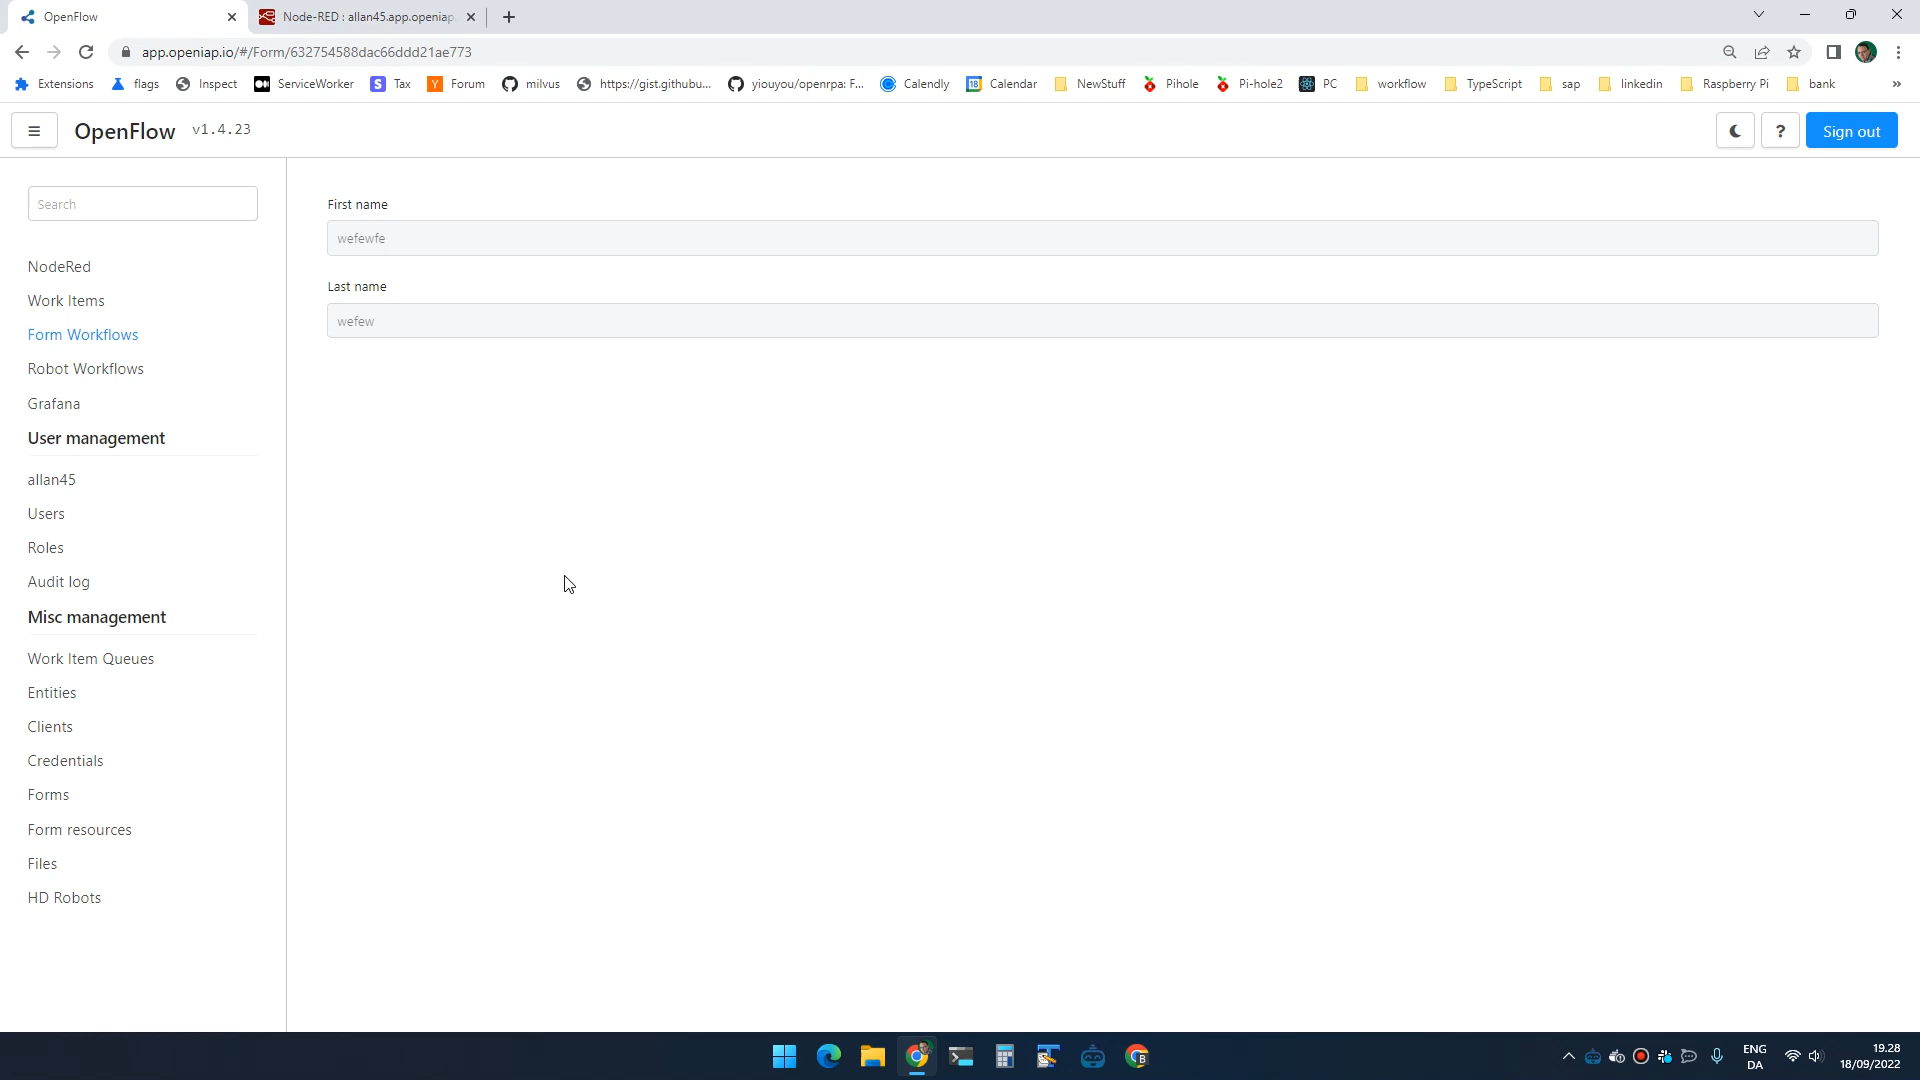 OpenFlow
Node-RED : allan45.app.openiap
app.openiap.io/#/Form/632754588dac66ddd21ae773
Extensions
flags
Inspect
ServiceWorker
Tax
Forum
milvus
https://gist.githubu...
yiouyou/openrpa: F...
Calendly
Calendar
NewStuff
Pihole
Pi-hole2
PC
workflow
TypeScript
sap
linkedin
Raspberry Pi
bank
»
OpenFlow v1.4.23
?
Sign out
Search
NodeRed
Work Items
Form Workflows
Robot Workflows
Grafana
User management
allan45
Users
Roles
Audit log
Misc management
Work Item Queues
Entities
Clients
Credentials
Forms
Form resources
Files
HD Robots
First name
wefewfe
Last name
wefew
ENG
DA
19.28
18/09/2022